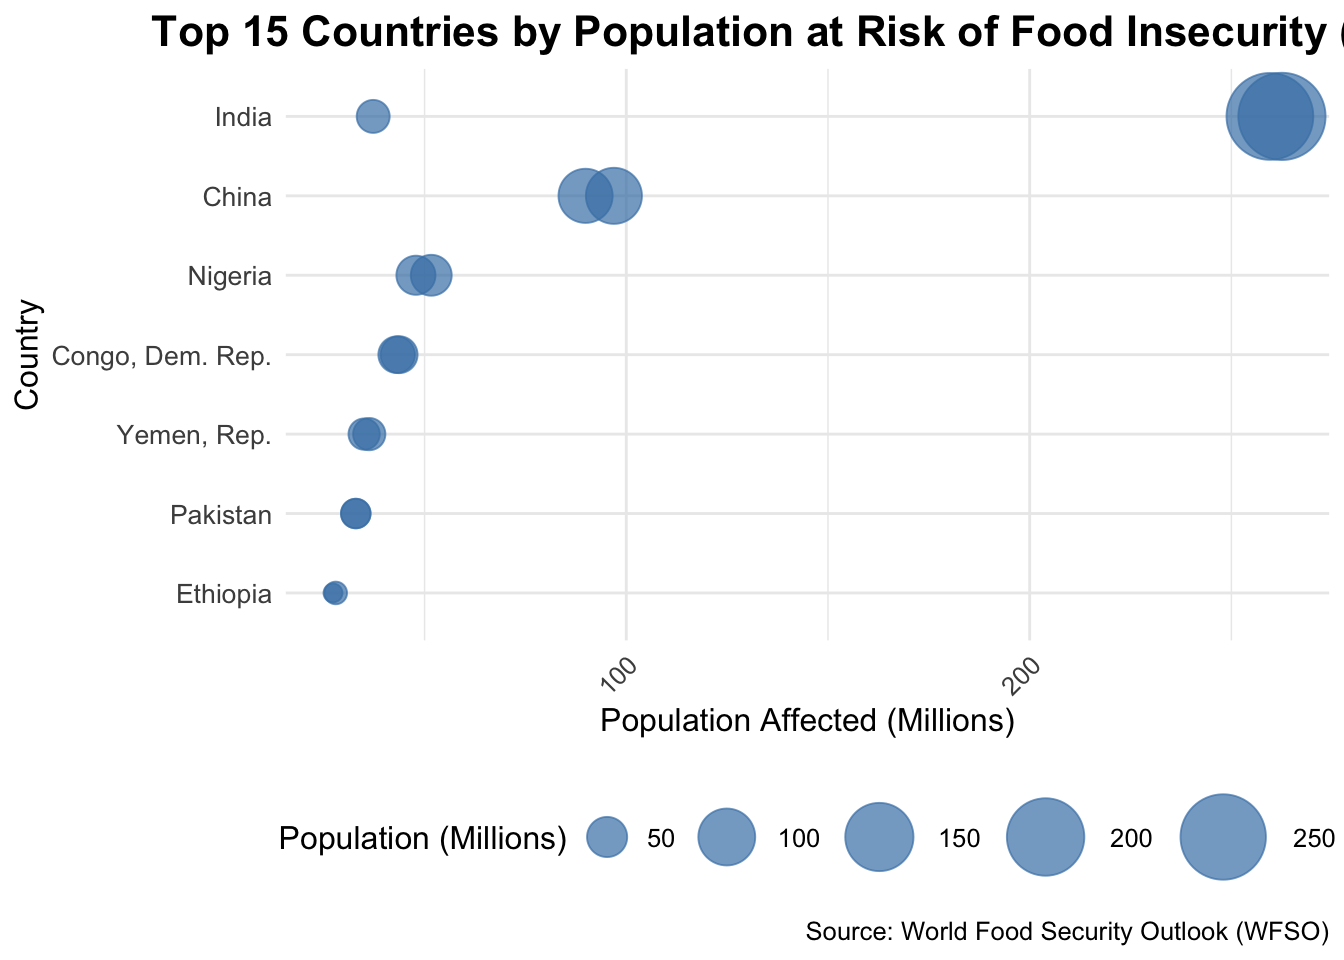 Top 15 Countries by Population at Risk of Food Insecurity (
India
China
Nigeria
Congo, Dem. Rep.
Yemen, Rep.
Pakistan
Ethiopia
Country
100 200
Population Affected (Millions)
Population (Millions) 50 100 150 200 250
Source: World Food Security Outlook (WFSO)